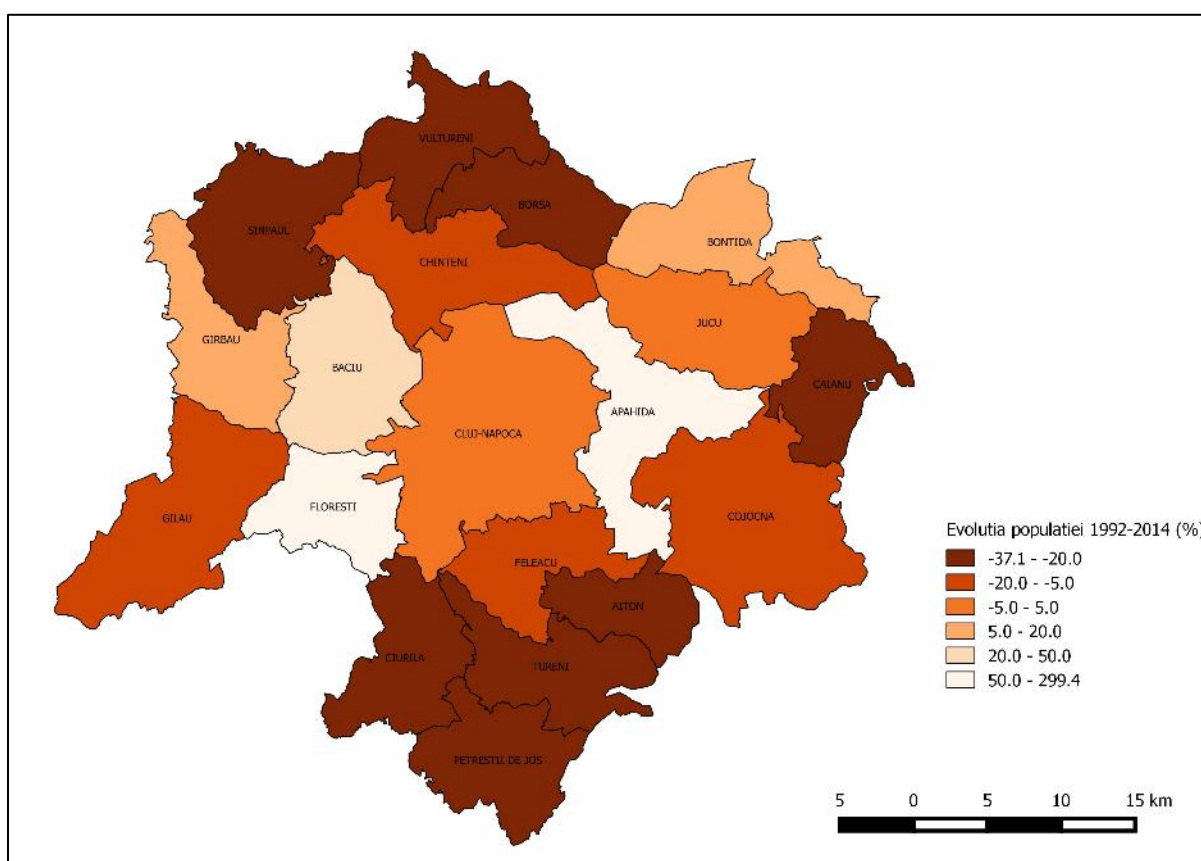 VULTURENI
BORSA
SINPAUL
BONTIDA
CHINTENI
JUCU
GIRBAU
BACIU
CAIANU
APAHIDA
CLUJ-NAPOCA
FLORESTI
GILAU
COJOCNA
FELEACU
AITON
CIURILA
TURENI
PETRESTII DE JOS
Evolutia populatiei 1992-2014 (%)
-37.1 - -20.0
-20.0 - -5.0
-5.0 - 5.0
5.0 - 20.0
20.0 - 50.0
50.0 - 299.4
5 0 5 10 15 km